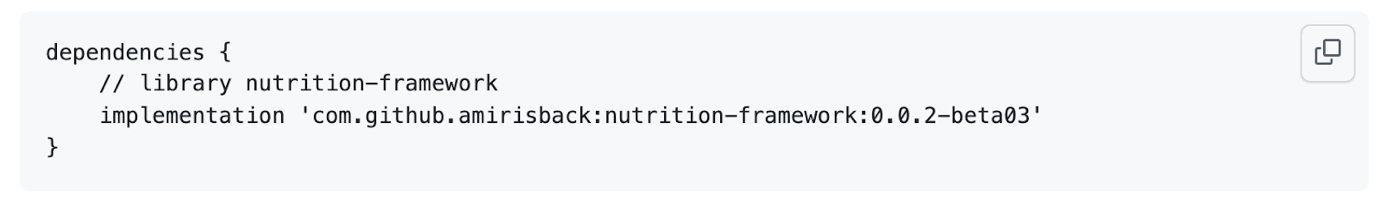 dependencies {
    // library nutrition-framework
    implementation 'com.github.amirisback:nutrition-framework:0.0.2-beta03'
}